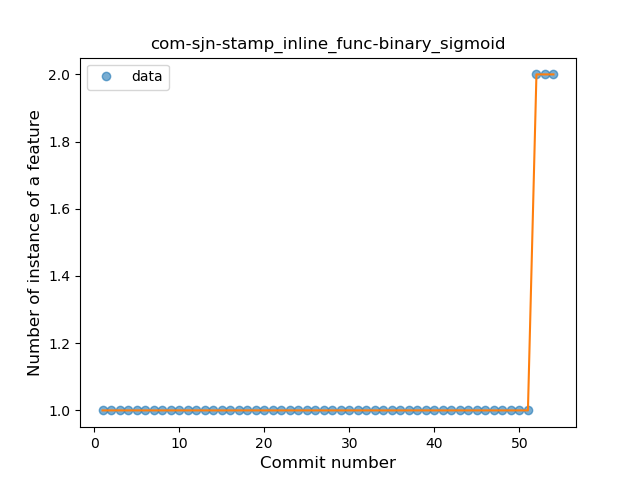 com-sjn-stamp_inline_func-binary_sigmoid
data
Number of instance of a feature
2.0
1.8
1.6
1.4
1.2
1.0
0 10 20 30 40 50
Commit number